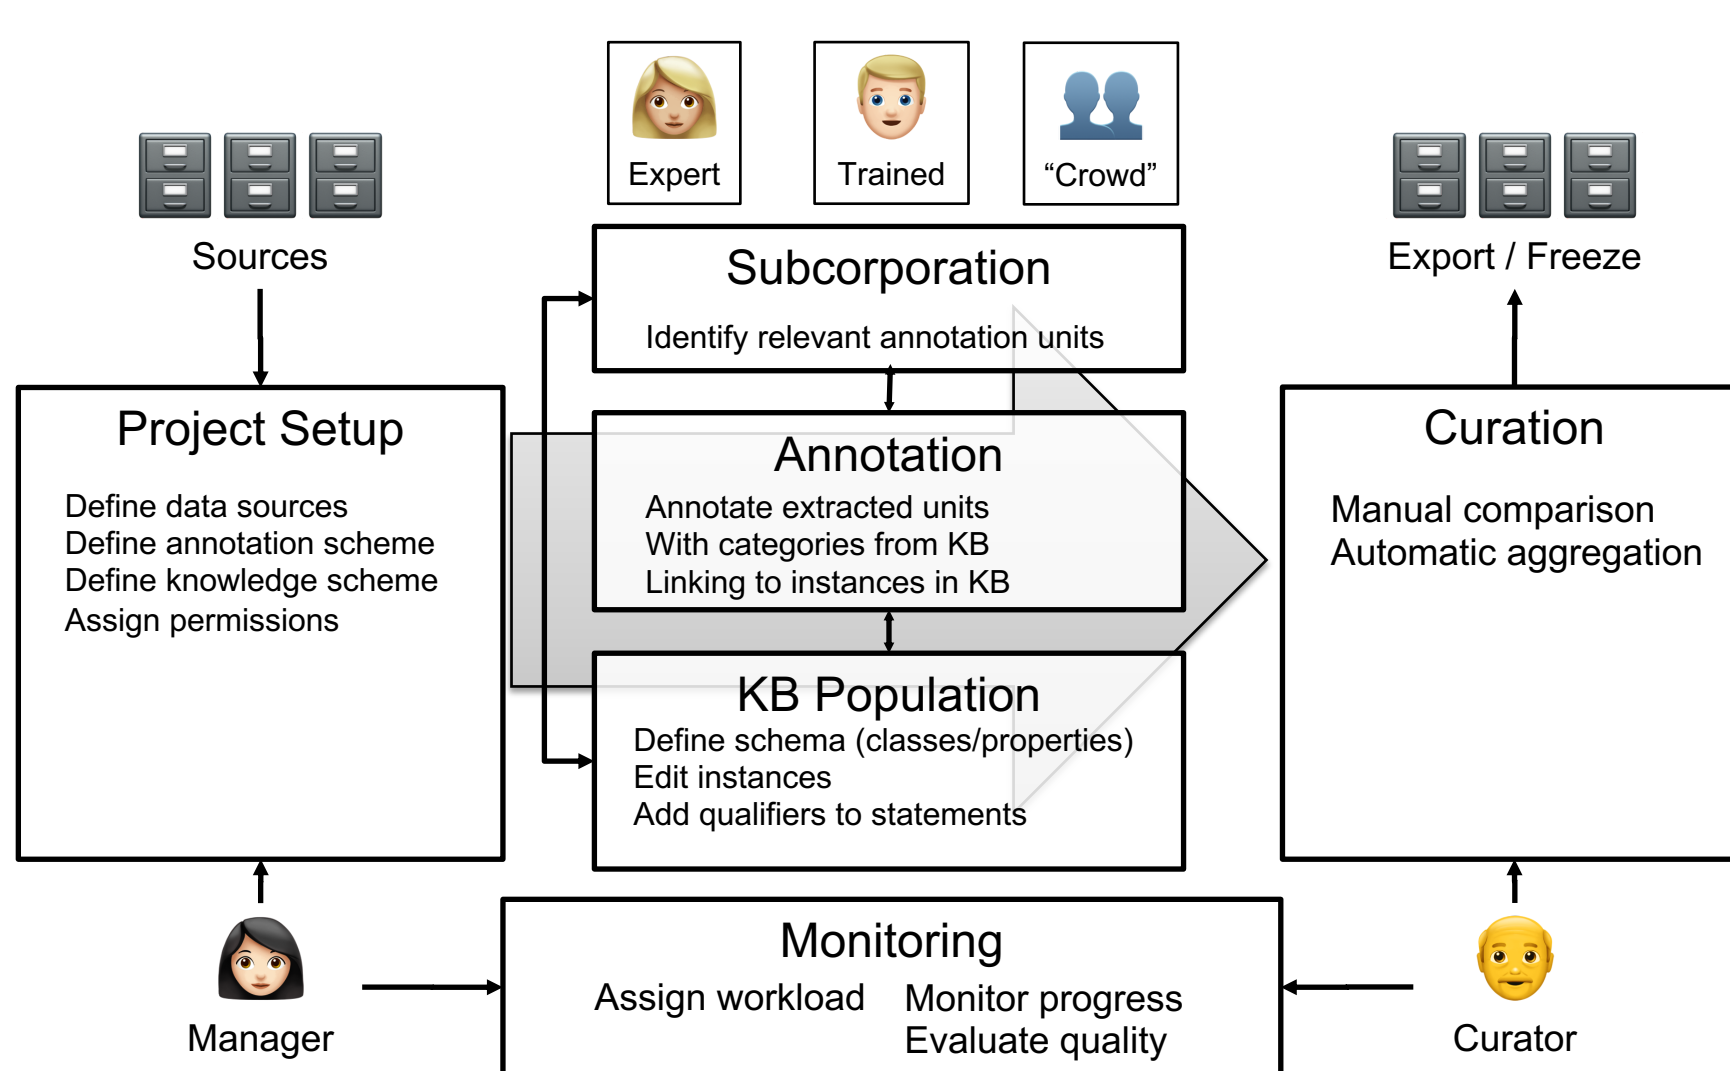 Expert
Trained
“Crowd”
Sources
Export / Freeze
Subcorporation
Identify relevant annotation units
Project Setup
Define data sources
Define annotation scheme
Define knowledge scheme
Assign permissions
Annotation
Annotate extracted units
With categories from KB
Linking to instances in KB
KB Population
Define schema (classes/properties)
Edit instances
Add qualifiers to statements
Curation
Manual comparison
Automatic aggregation
Manager
Monitoring
Assign workload
Monitor progress
Evaluate quality
Curator